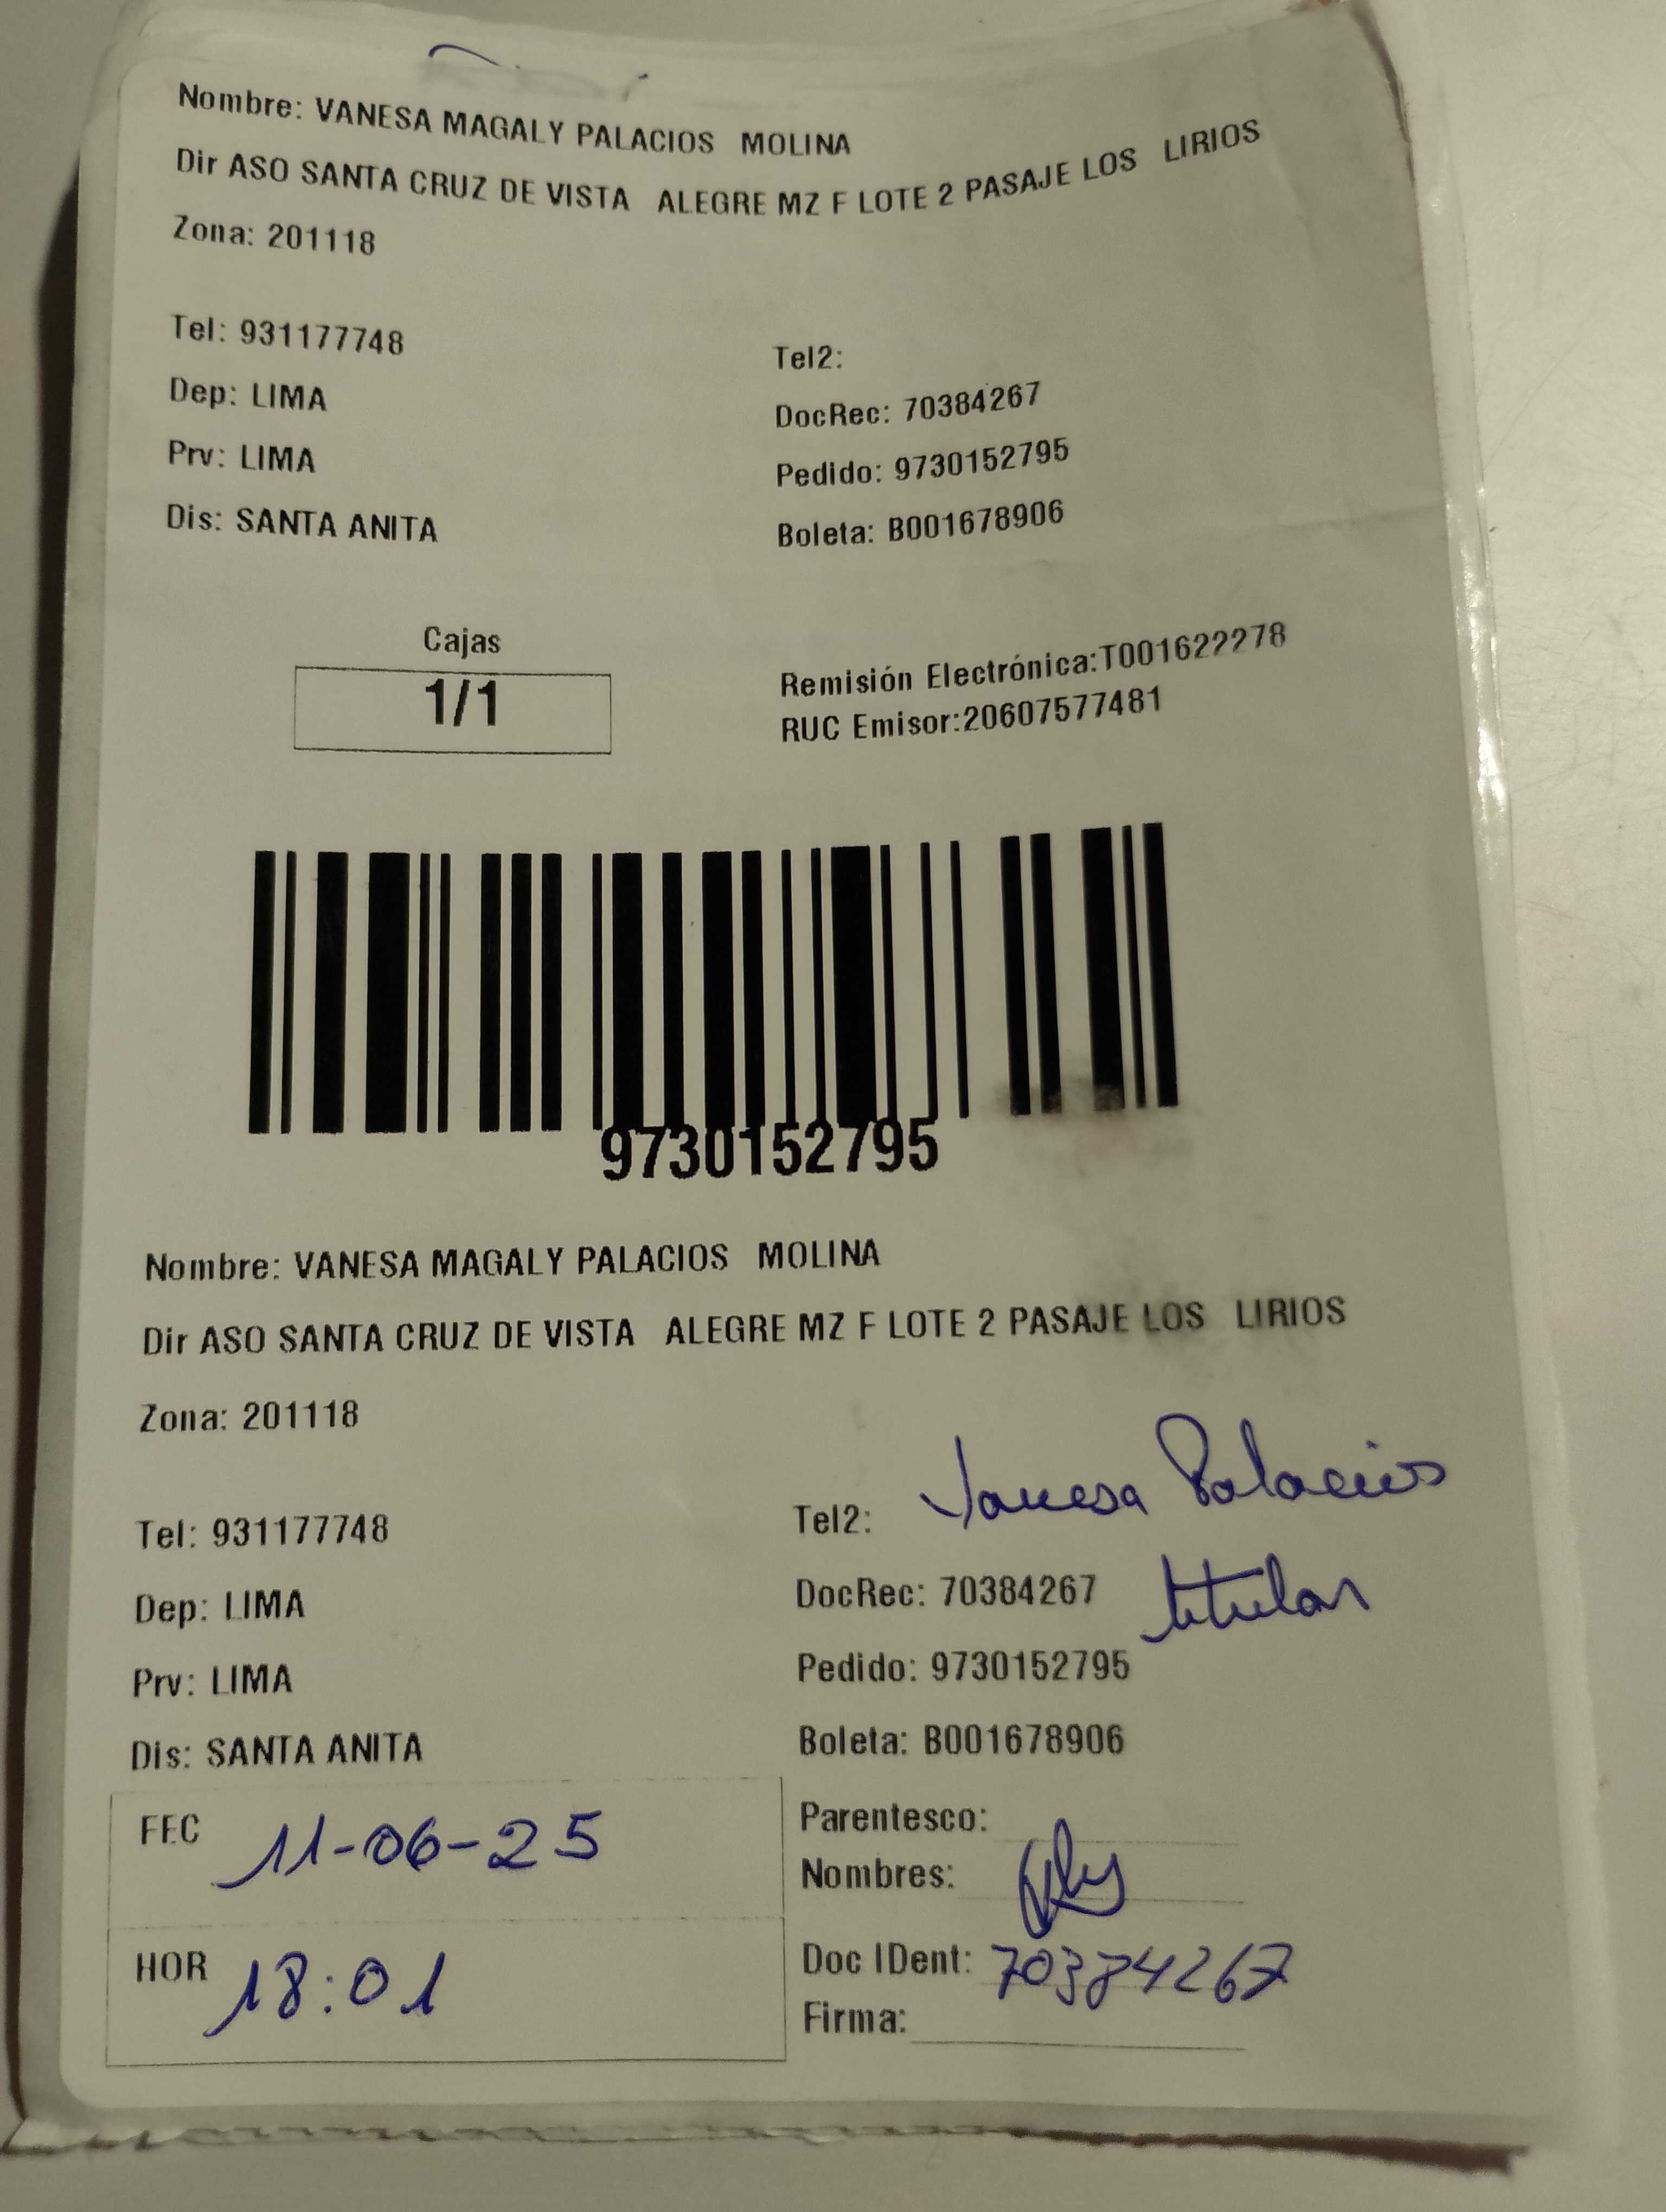 Nombre: VANESA MAGALY PALACIOS MOLINA
Dir ASO SANTA CRUZ DE VISTA ALEGRE MZ F LOTE 2 PASAJE LOS LIRIOS
Zona: 201118
Tel: 931177748
Tel2:
Dep: LIMA
DocRec: 70384267
Prv: LIMA
Pedido: 9730152795
Dis: SANTA ANITA
Boleta: B001678906
Cajas
1/1
Remisión Electrónica:T001622278
RUC Emisor:20607577481
9730152795
Nombre: VANESA MAGALY PALACIOS MOLINA
Dir ASO SANTA CRUZ DE VISTA ALEGRE MZ F LOTE 2 PASAJE LOS LIRIOS
Zona: 201118
Tel: 931177748
Tel2: Vanesa Palacios
Dep: LIMA
DocRec: 70384267 titular
Prv: LIMA
Pedido: 9730152795
Dis: SANTA ANITA
Boleta: B001678906
FEC 11-06-25
Parentesco:
Nombres:
HOR 18:01
Doc IDent: 70384267
Firma: